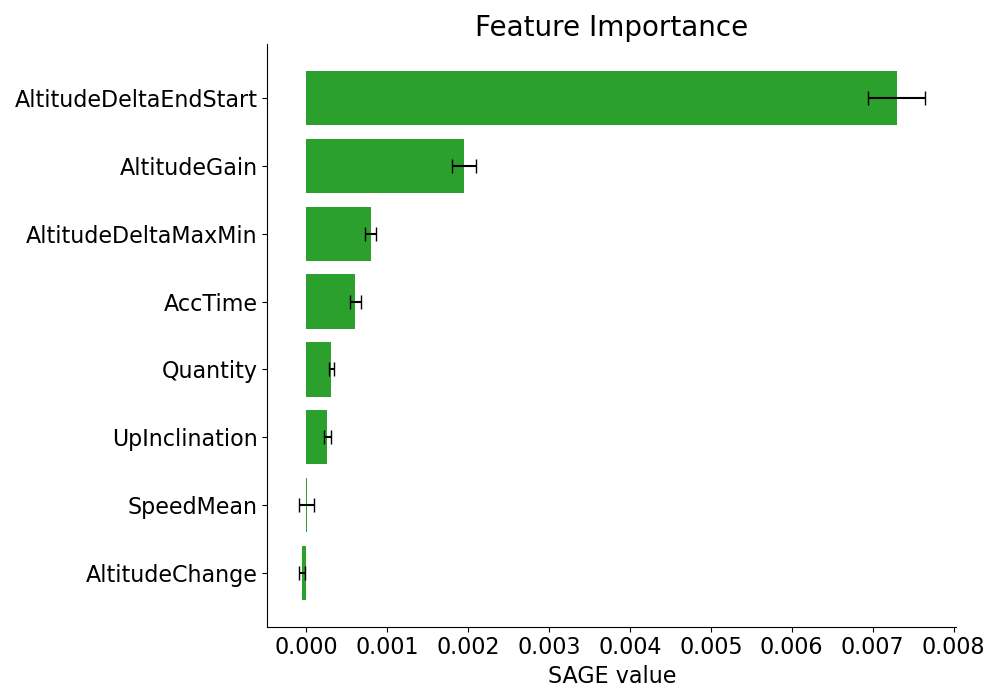 Feature Importance
AltitudeDeltaEndStart
AltitudeGain
AltitudeDeltaMaxMin
AccTime
Quantity
UpInclination
SpeedMean
AltitudeChange
0.000 0.001 0.002 0.003 0.004 0.005 0.006 0.007 0.008
SAGE value